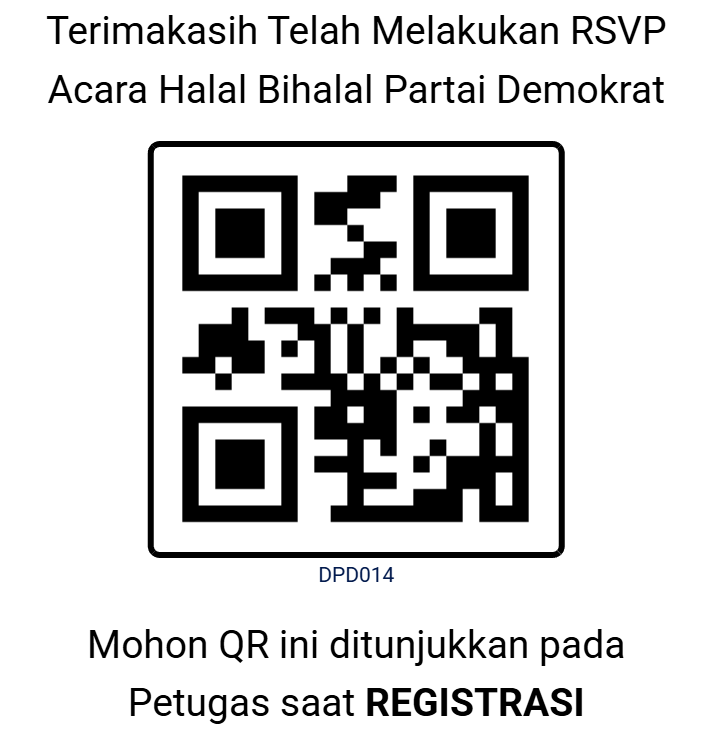 Terimakasih Telah Melakukan RSVP
Acara Halal Bihalal Partai Demokrat
DPD014
Mohon QR ini ditunjukkan pada
Petugas saat REGISTRASI